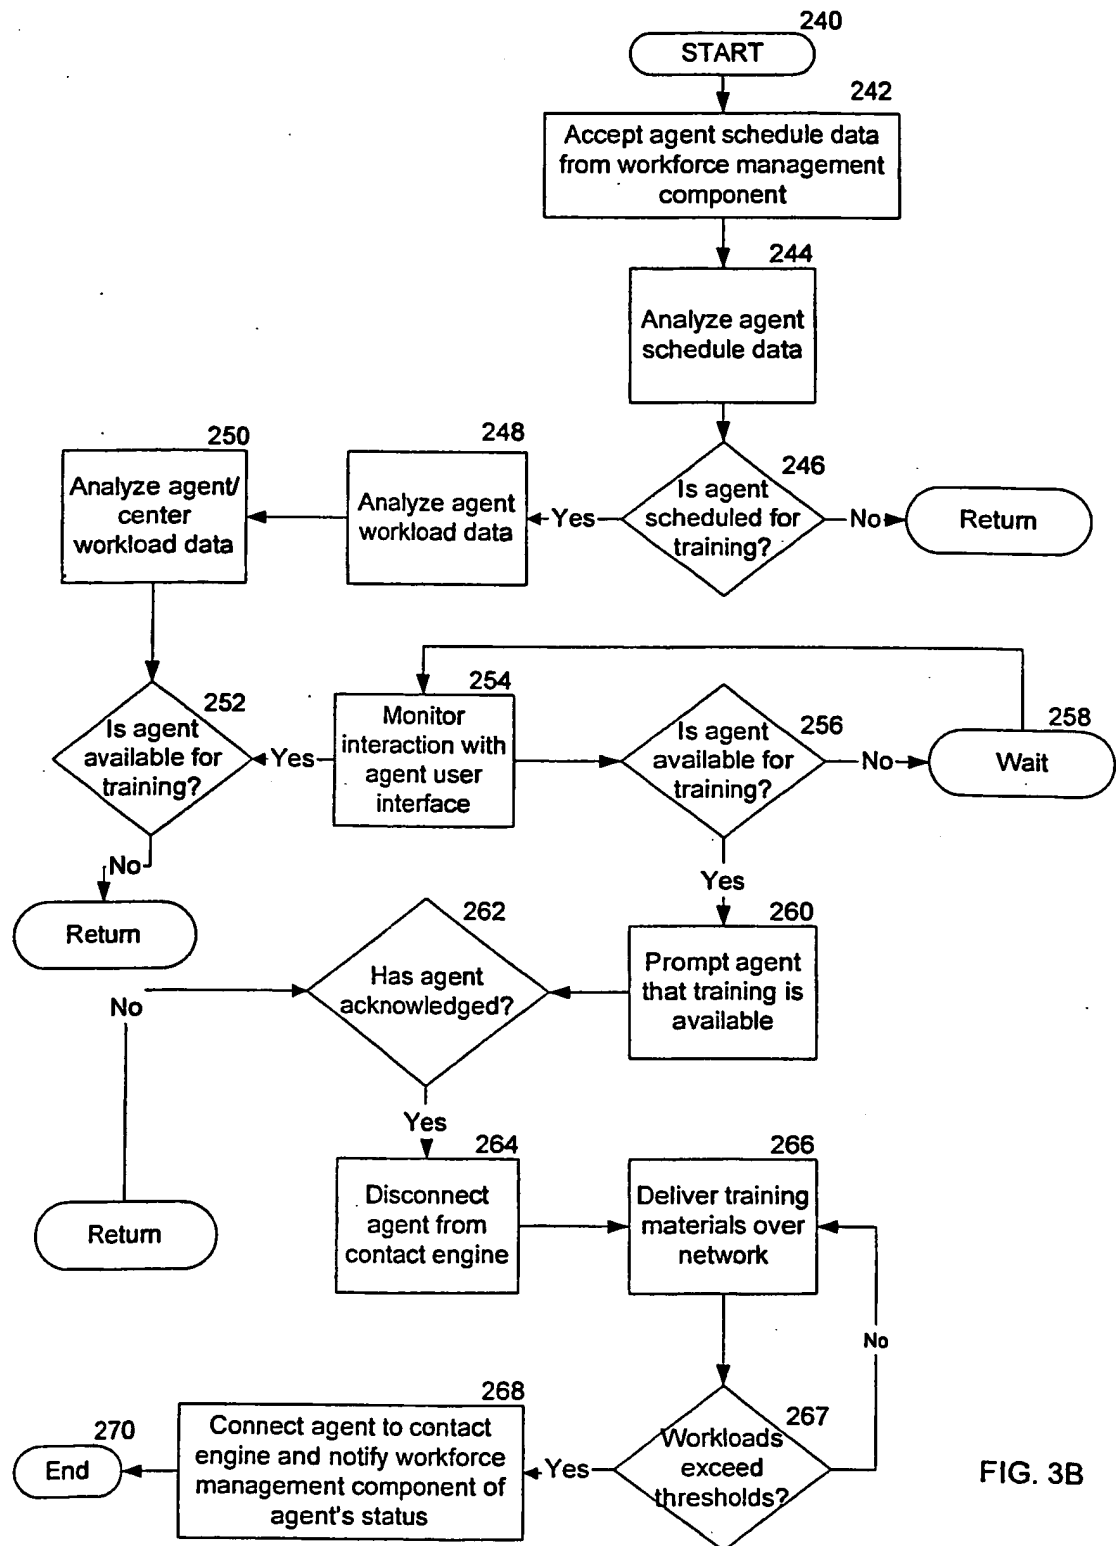 240
START
242
Accept agent schedule data
from workforce management
component
244
Analyze agent
schedule data
246
Is agent
scheduled for
training?
Yes
No
Return
248
Analyze agent
workload data
250
Analyze agent/
center
workload data
252
Is agent
available for
training?
Yes
No
Return
254
Monitor
interaction with
agent user
interface
256
Is agent
available for
training?
No
258
Wait
Yes
260
Prompt agent
that training is
available
262
Has agent
acknowledged?
No
Return
Yes
264
Disconnect
agent from
contact engine
266
Deliver training
materials over
network
No
267
Workloads
exceed
thresholds?
Yes
268
Connect agent to contact
engine and notify workforce
management component of
agent's status
270
End
FIG. 3B